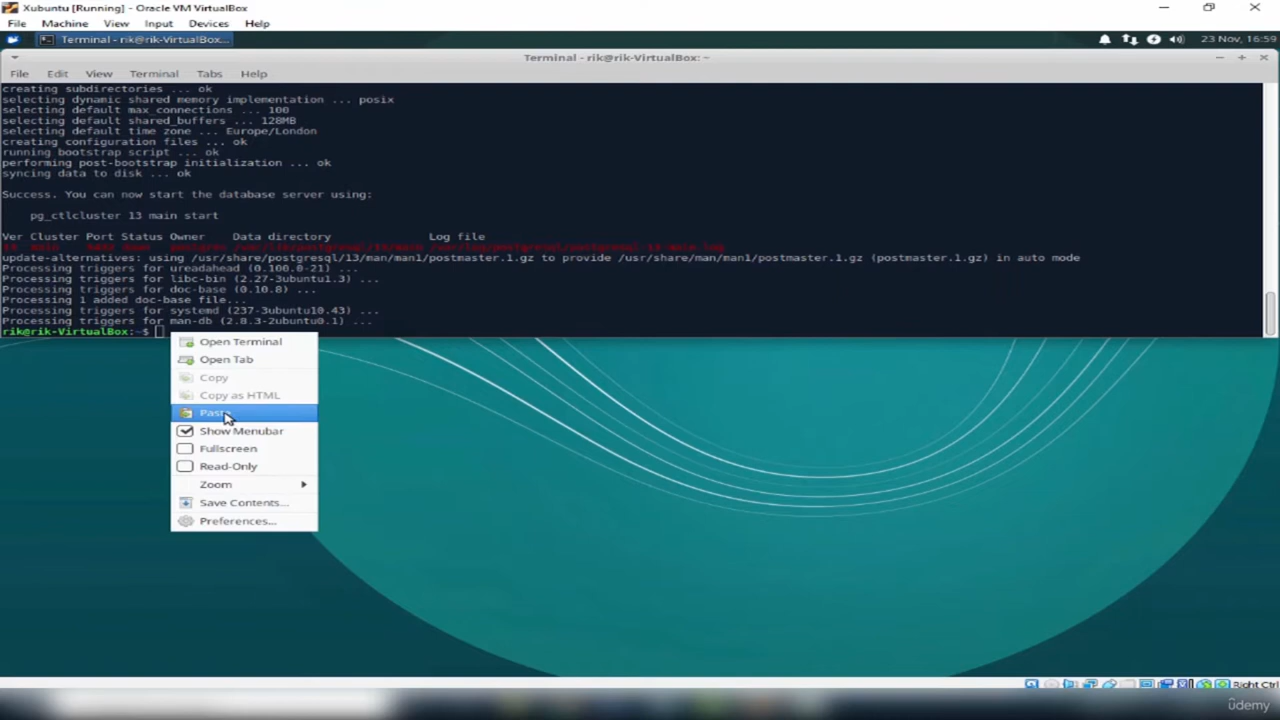 Xubuntu [Running] - Oracle VM VirtualBox
File Machine View Input Devices Help
Terminal - rik@rik-VirtualBox... 23 Nov, 16:59
Terminal - rik@rik-VirtualBox: ~
File Edit View Terminal Tabs Help
creating subdirectories ... ok
selecting dynamic shared memory implementation ... posix
selecting default max_connections ... 100
selecting default shared_buffers ... 128MB
selecting default time zone ... Europe/London
creating configuration files ... ok
running bootstrap script ... ok
performing post-bootstrap initialization ... ok
syncing data to disk ... ok
Success. You can now start the database server using:
pg_ctlcluster 13 main start
Ver Cluster Port Status Owner Data directory Log file
update-alternatives: using /usr/share/postgresql/13/man/man1/postmaster.1.gz to provide /usr/share/man/man1/postmaster.1.gz (postmaster.1.gz) in auto mode
Processing triggers for ureadahead (0.100.0-21) ...
Processing triggers for libc-bin (2.27-3ubuntu1.3) ...
Processing triggers for doc-base (0.10.8) ...
Processing 1 added doc-base file...
Processing triggers for systemd (237-3ubuntu10.43) ...
Processing triggers for man-db (2.8.3-2ubuntu0.1) ...
rik@rik-VirtualBox:~$
Open Terminal
Open Tab
Copy
Copy as HTML
Paste
Show Menubar
Fullscreen
Read-Only
Zoom
Save Contents...
Preferences...
Right Ctrl
ûdemy